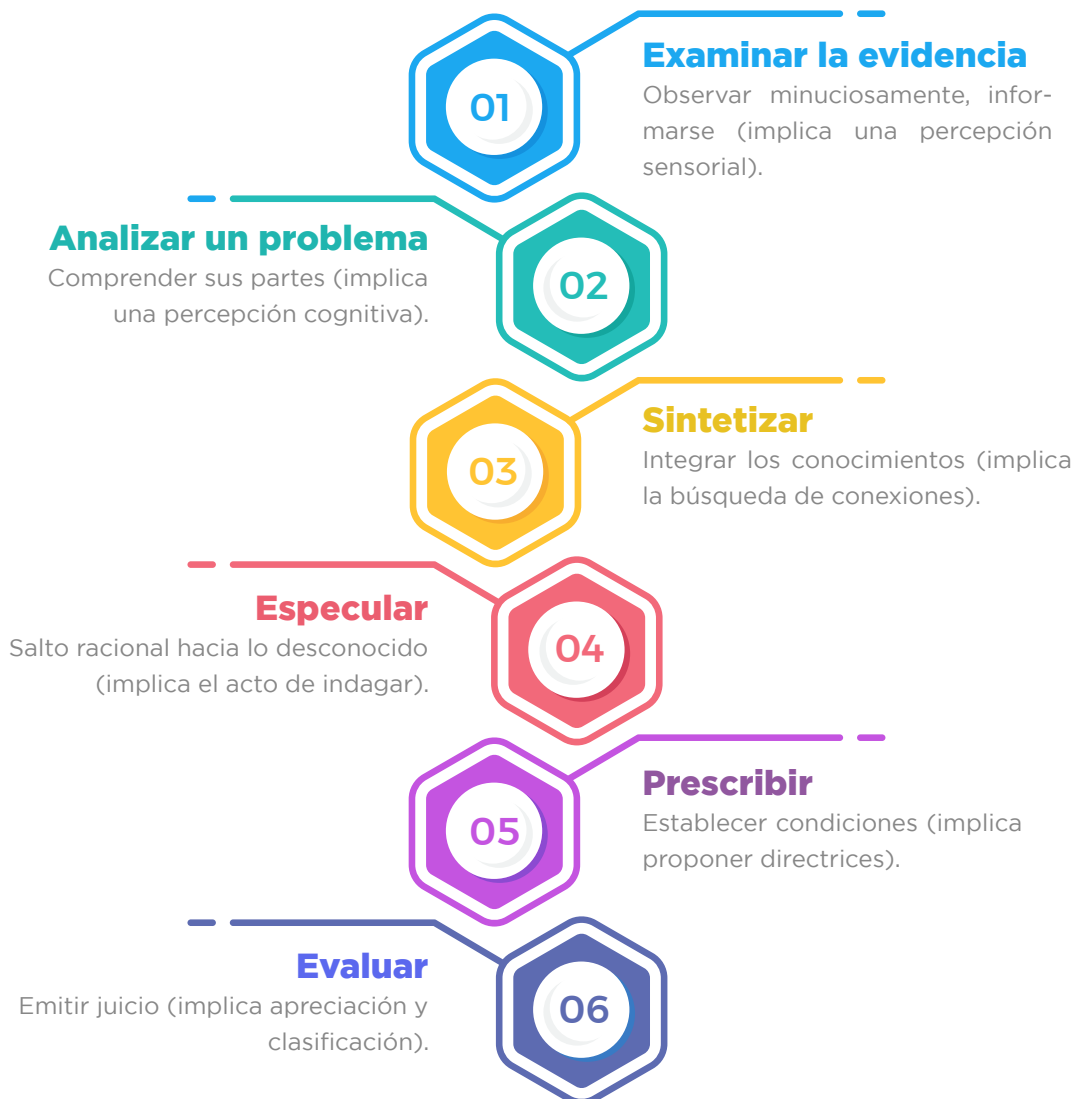 01
Examinar la evidencia
Observar minuciosamente, infor-
marse (implica una percepción
sensorial).
Analizar un problema
Comprender sus partes (implica
una percepción cognitiva).
02
03
Sintetizar
Integrar los conocimientos (implica
la búsqueda de conexiones).
Especular
Salto racional hacia lo desconocido
(implica el acto de indagar).
04
05
Prescribir
Establecer condiciones (implica
proponer directrices).
Evaluar
Emitir juicio (implica apreciación y
clasificación).
06